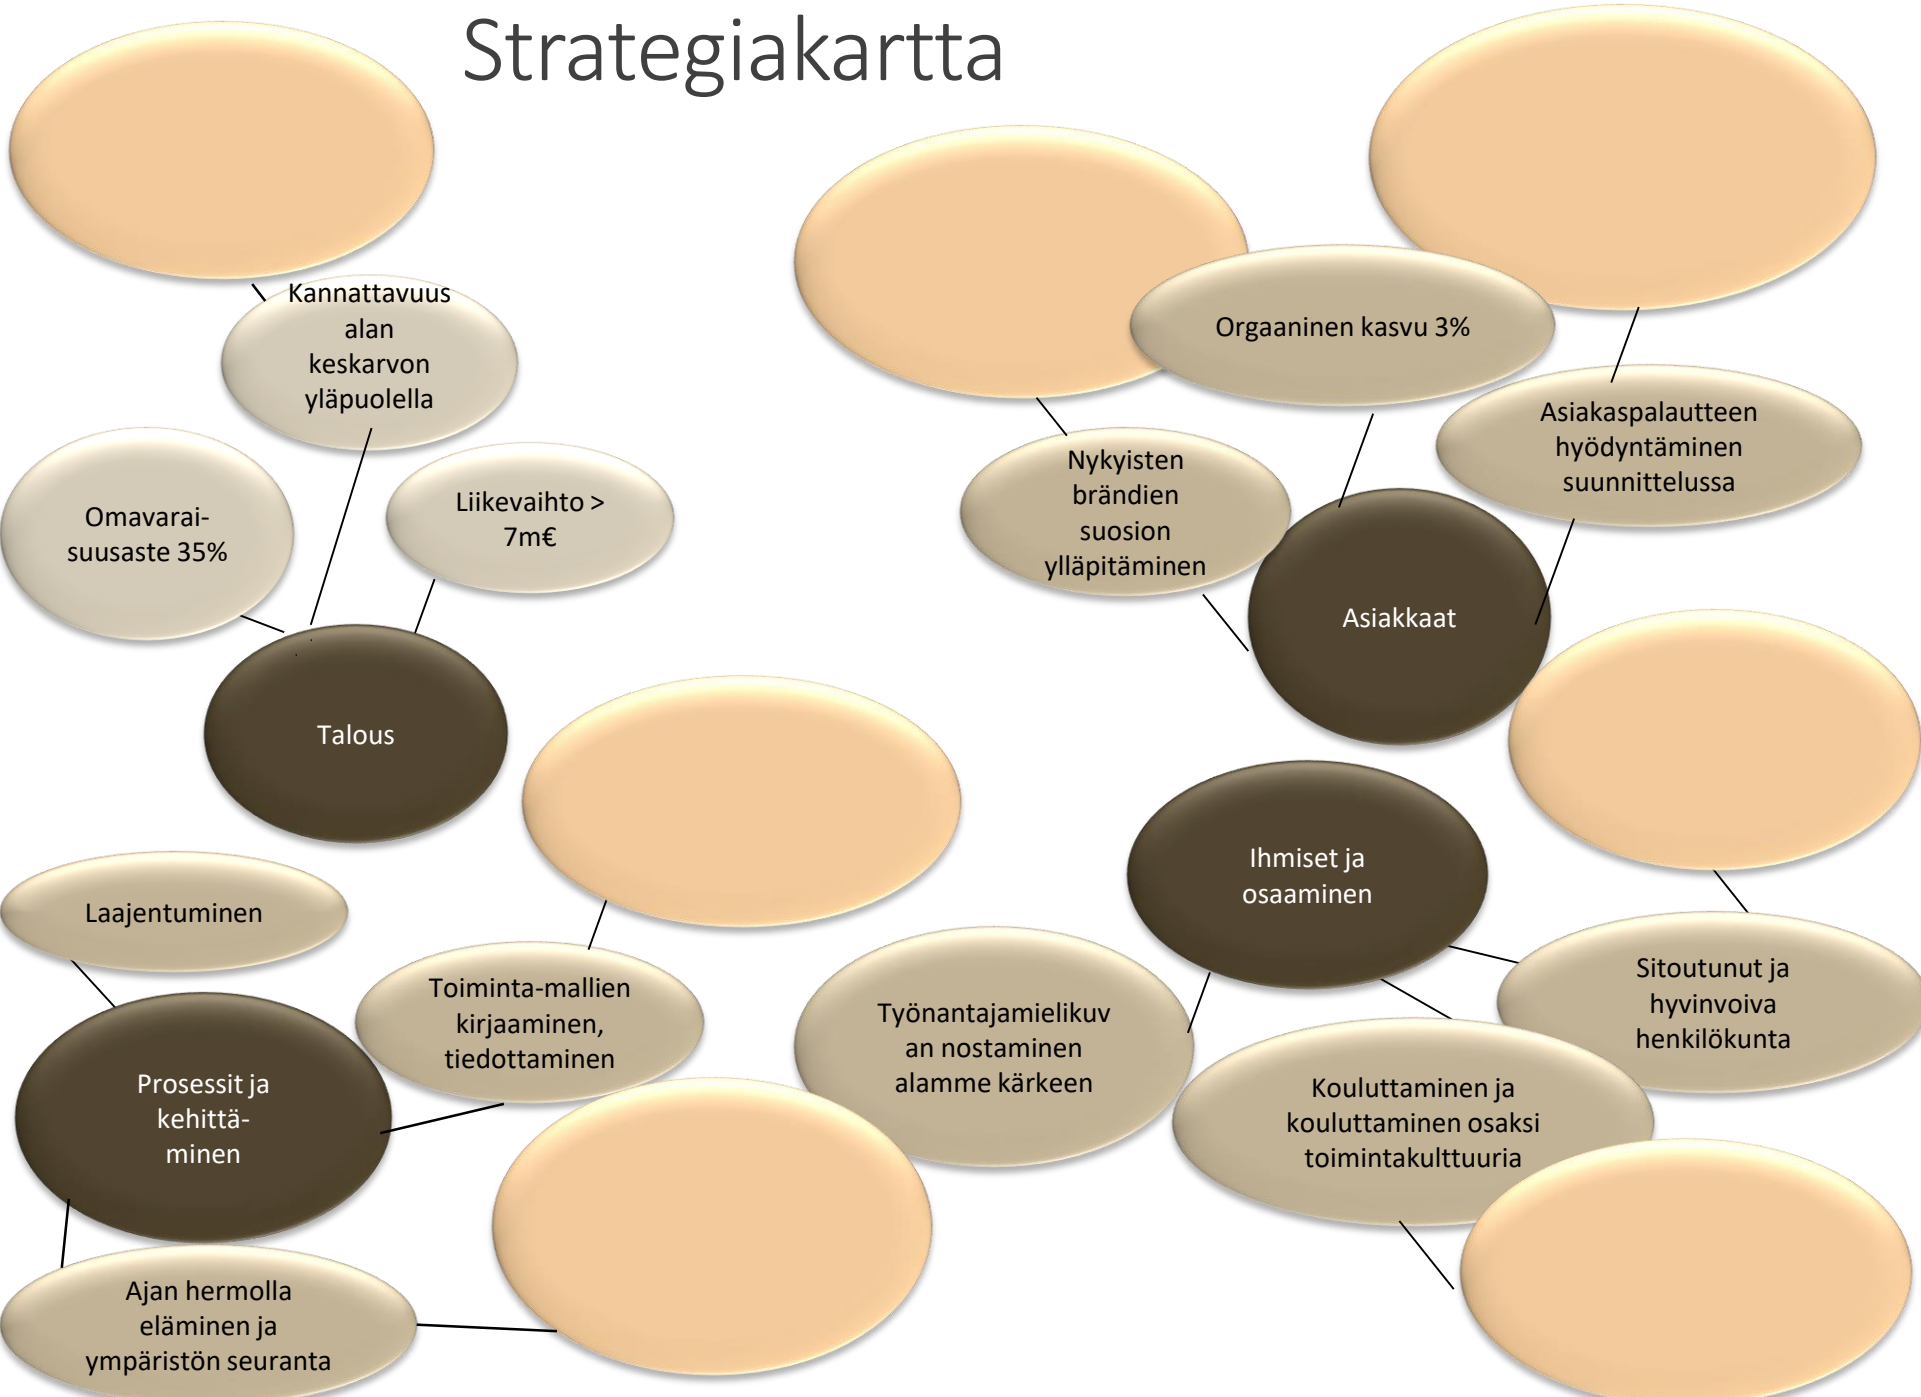 Strategiakartta
Kannattavuus
alan
keskarvon
yläpuolella
Omavarai-
suusaste 35%
Liikevaihto >
7m€
Talous
Orgaaninen kasvu 3%
Asiakaspalautteen
hyödyntäminen
suunnittelussa
Nykyisten
brändien
suosion
ylläpitäminen
Asiakkaat
Laajentuminen
Toiminta-mallien
kirjaaminen,
tiedottaminen
Prosessit ja
kehittä-
minen
Ajan hermolla
eläminen ja
ympäristön seuranta
Ihmiset ja
osaaminen
Työnantajamielikuv
an nostaminen
alamme kärkeen
Sitoutunut ja
hyvinvoiva
henkilökunta
Kouluttaminen ja
kouluttaminen osaksi
toimintakulttuuria